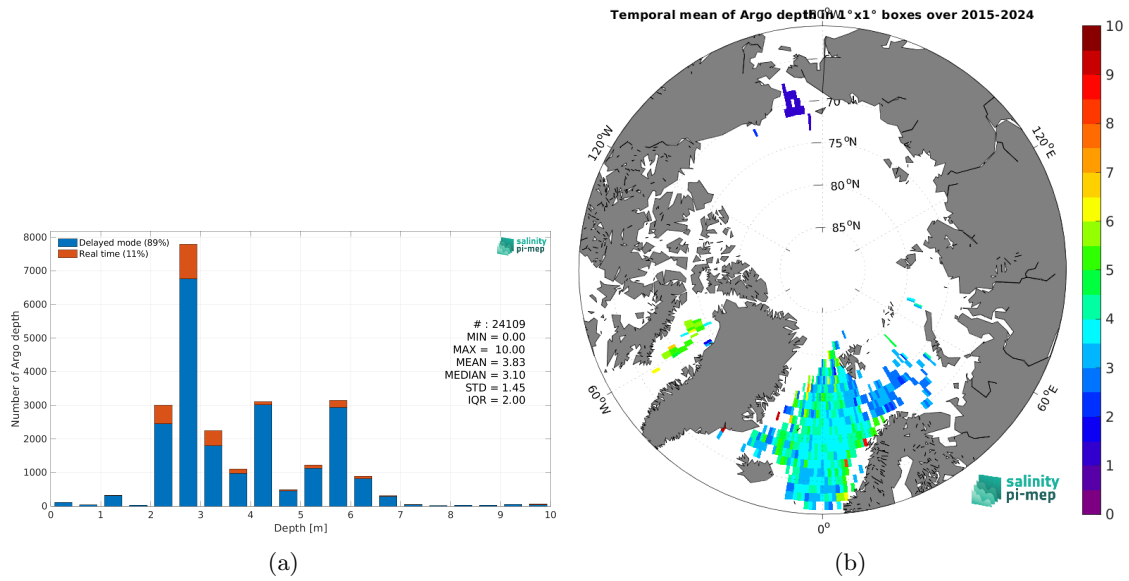 Temporal mean of Argo depth in 1°x1° boxes over 2015-2024
120°W
120°E
70
75°N
80°N
85°N
60°W
60°E
0°
10
9
8
7
6
5
4
3
2
1
0
salinity
pi-mep
Number of Argo depth
8000
7000
6000
5000
4000
3000
2000
1000
0
Delayed mode (89%)
Real time (11%)
salinity
pi-mep
# : 24109
MIN = 0.00
MAX = 10.00
MEAN = 3.83
MEDIAN = 3.10
STD = 1.45
IQR = 2.00
0 1 2 3 4 5 6 7 8 9 10
Depth [m]
(a)
(b)